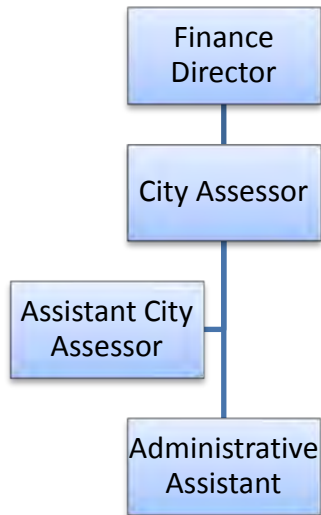 Finance
Director
City Assessor
Assistant City
Assessor
Administrative
Assistant